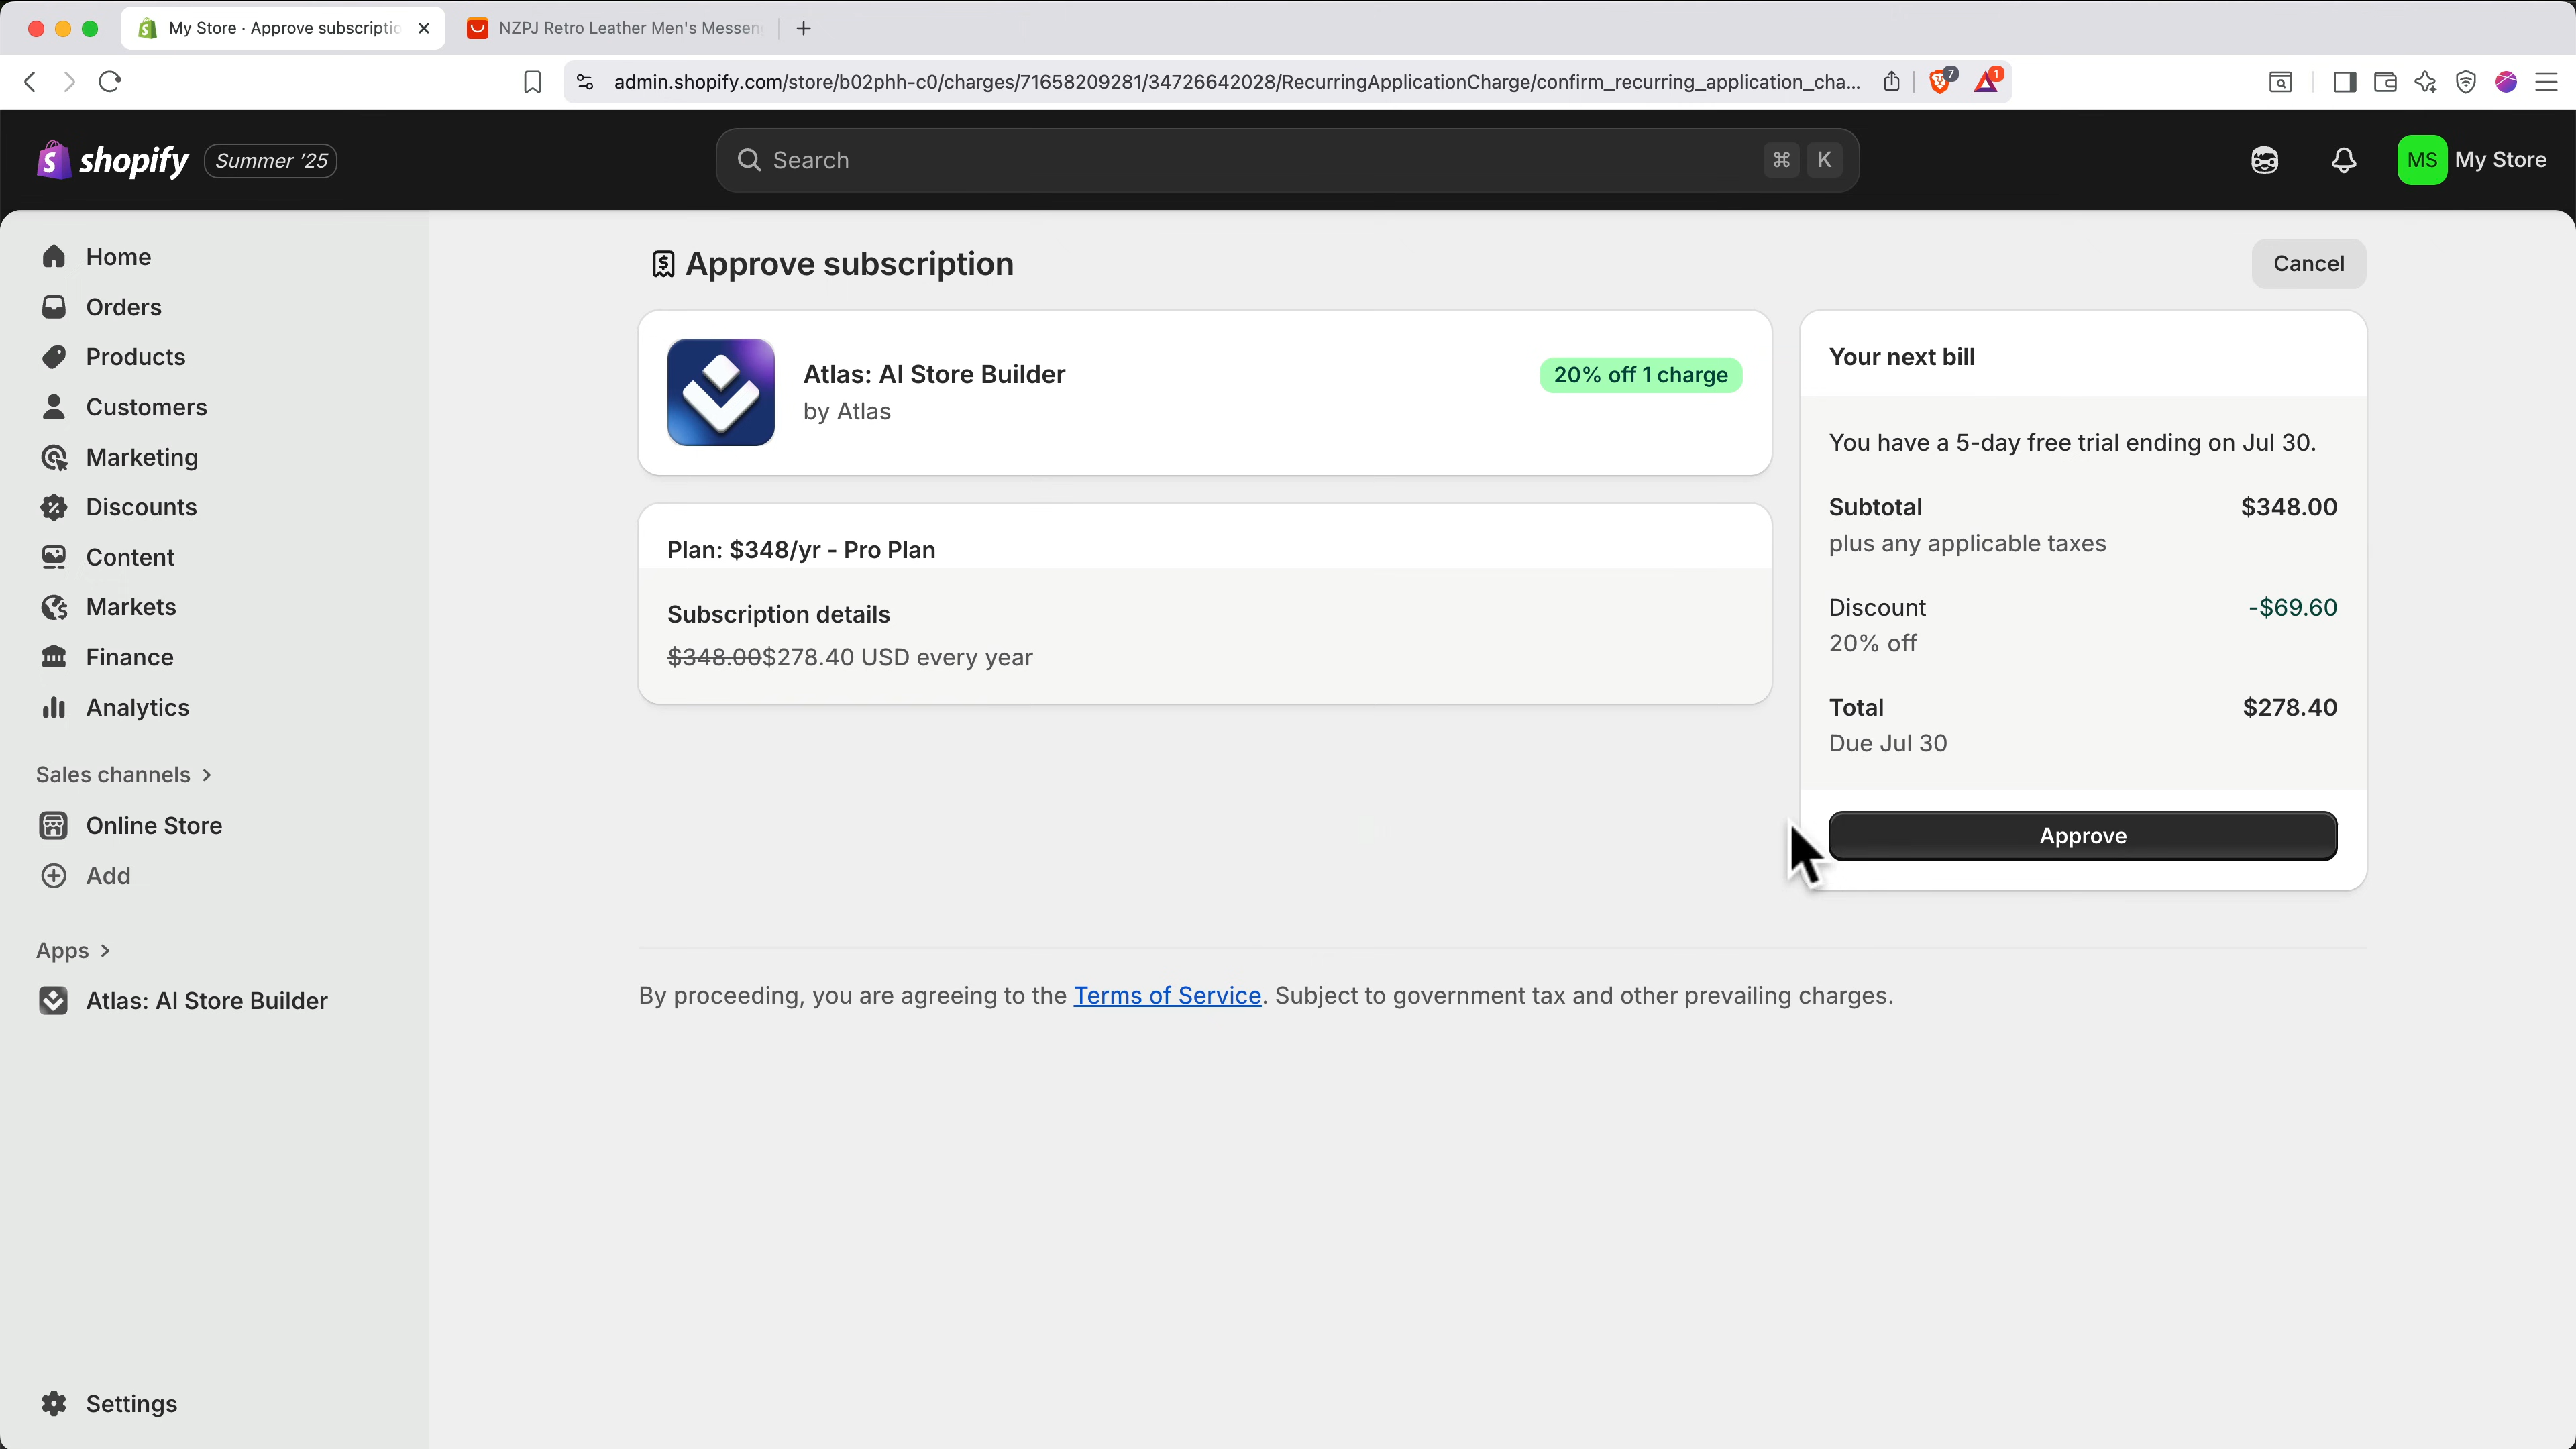 My Store · Approve subscriptio
NZPJ Retro Leather Men's Messen
admin.shopify.com/store/b02phh-c0/charges/71658209281/34726642028/RecurringApplicationCharge/confirm_recurring_application_cha...
7
1
shopify
Summer '25
Search
⌘ K
MS
My Store
Home
Orders
Products
Customers
Marketing
Discounts
Content
Markets
Finance
Analytics
Sales channels
Online Store
Add
Apps
Atlas: AI Store Builder
Settings
Approve subscription
Cancel
Atlas: AI Store Builder
by Atlas
20% off 1 charge
Plan: $348/yr - Pro Plan
Subscription details
$348.00$278.40 USD every year
Your next bill
You have a 5-day free trial ending on Jul 30.
Subtotal $348.00
plus any applicable taxes
Discount -$69.60
20% off
Total $278.40
Due Jul 30
Approve
By proceeding, you are agreeing to the Terms of Service. Subject to government tax and other prevailing charges.